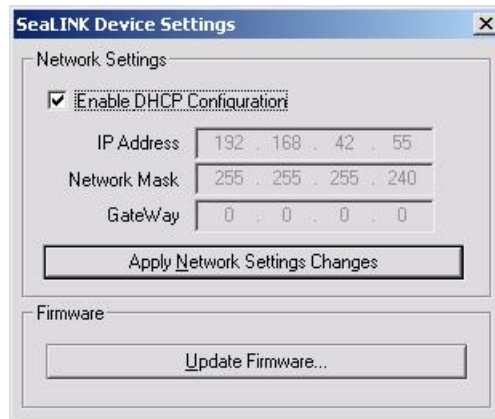 SeaLINK Device Settings
Network Settings
Enable DHCP Configuration
IP Address 192 . 168 . 42 . 55
Network Mask 255 . 255 . 255 . 240
GateWay 0 . 0 . 0 . 0
Apply Network Settings Changes
Firmware
Update Firmware...